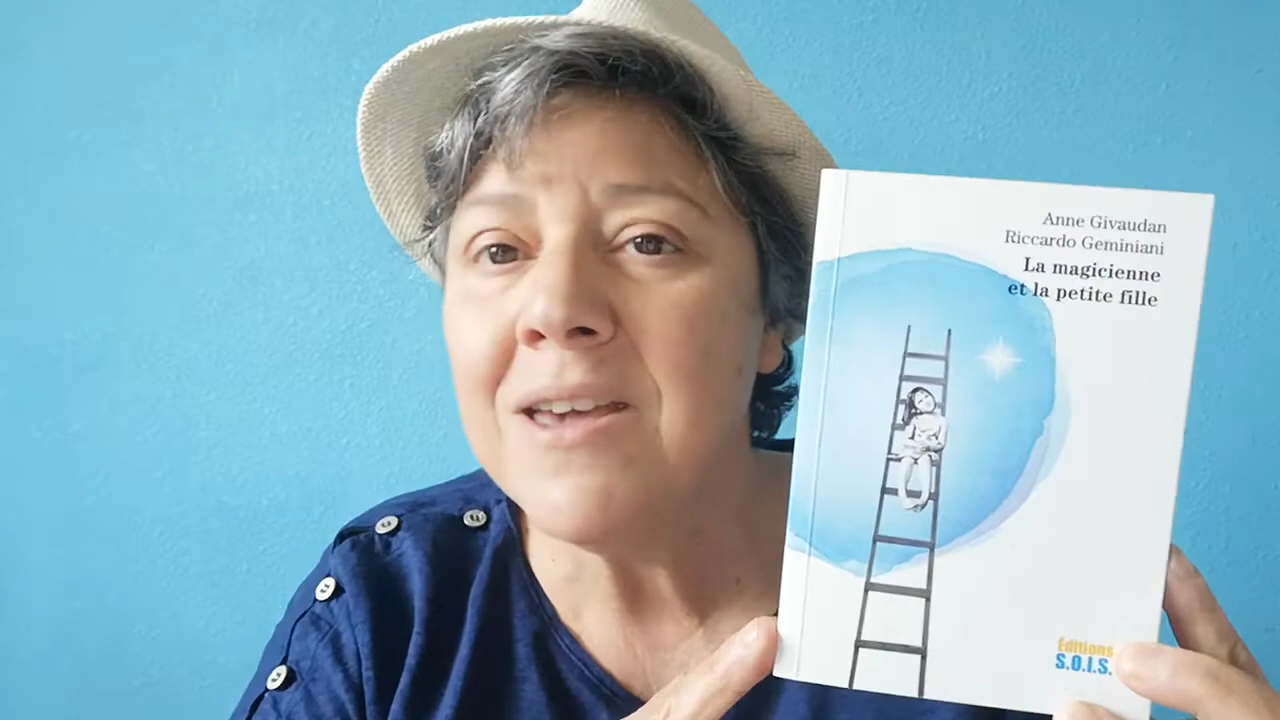 Anne Givaudan
Riccardo Geminiani
La magicienne
et la petite fille
Éditions
S.O.I.S.